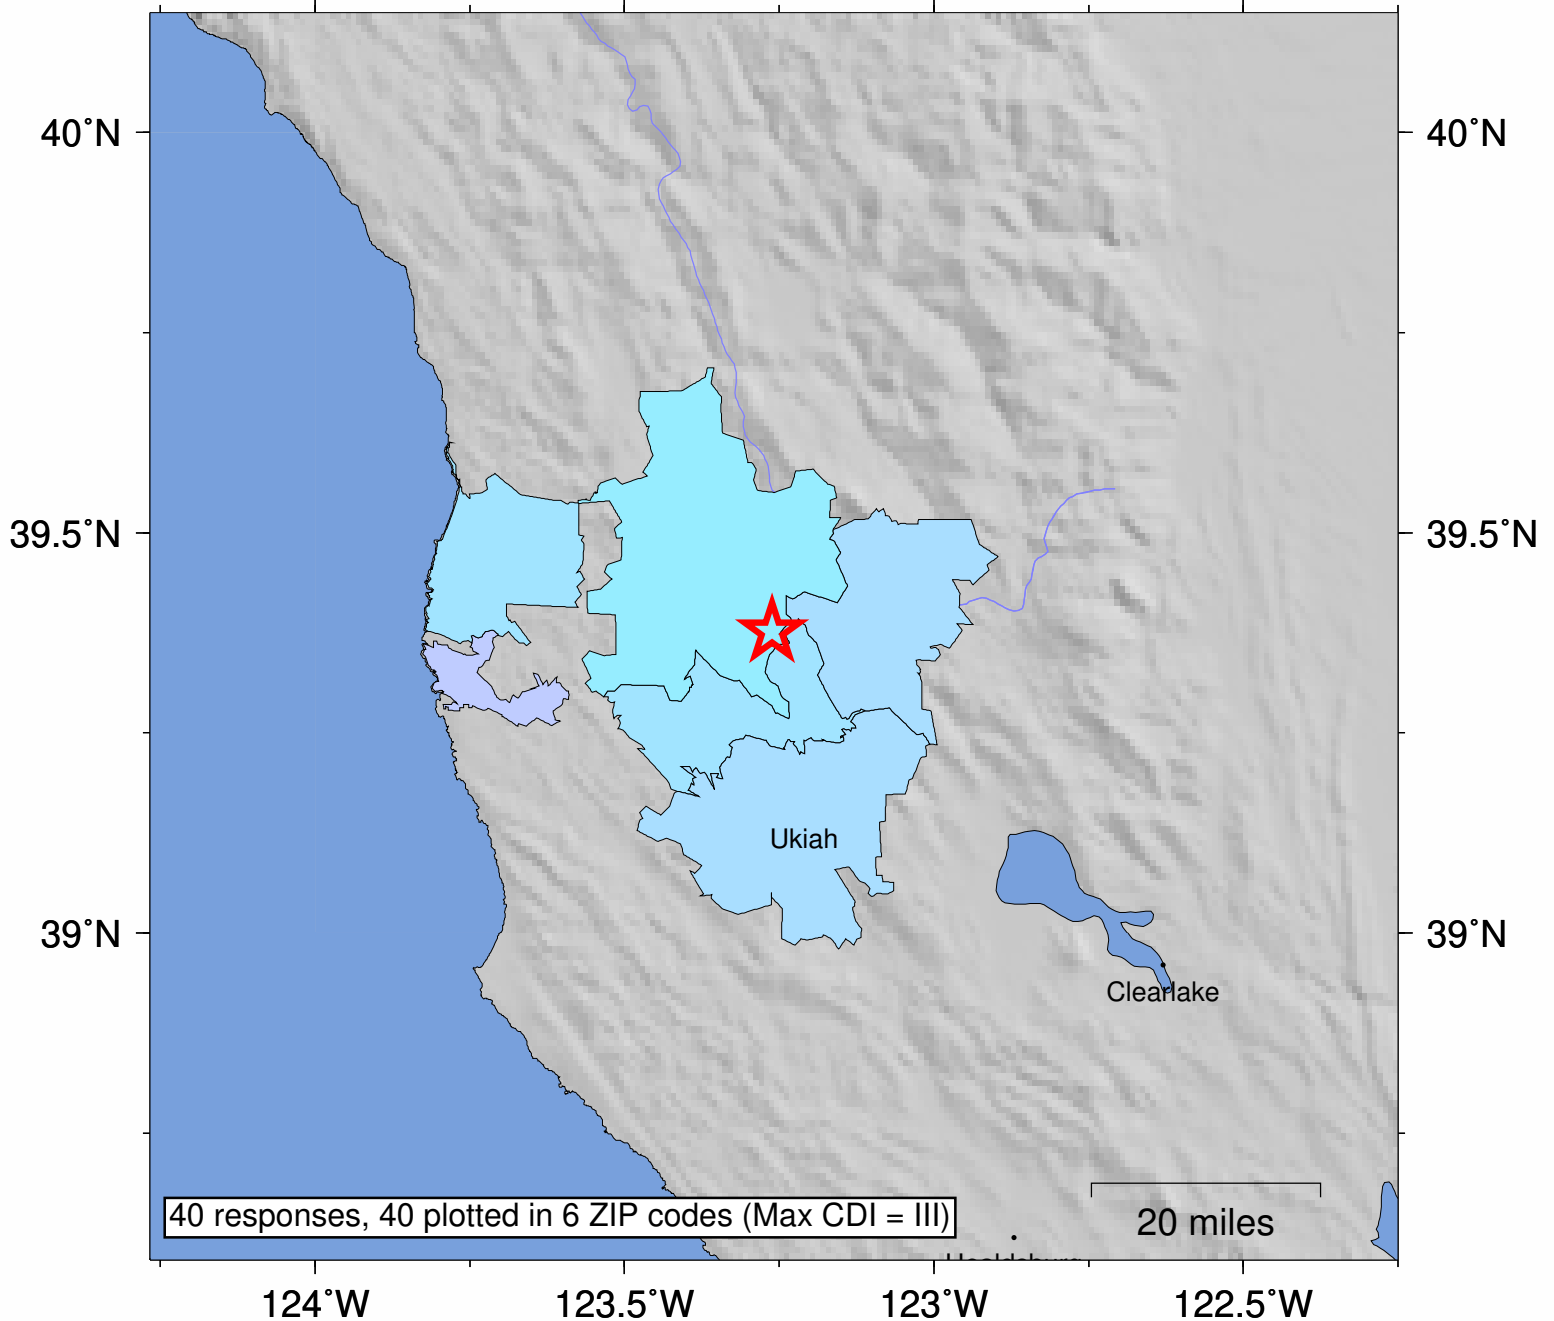 40°N
40°N
39.5°N
39.5°N
Ukiah
39°N
39°N
Clearlake
40 responses, 40 plotted in 6 ZIP codes (Max CDI = III)
20 miles
124°W
123.5°W
123°W
122.5°W